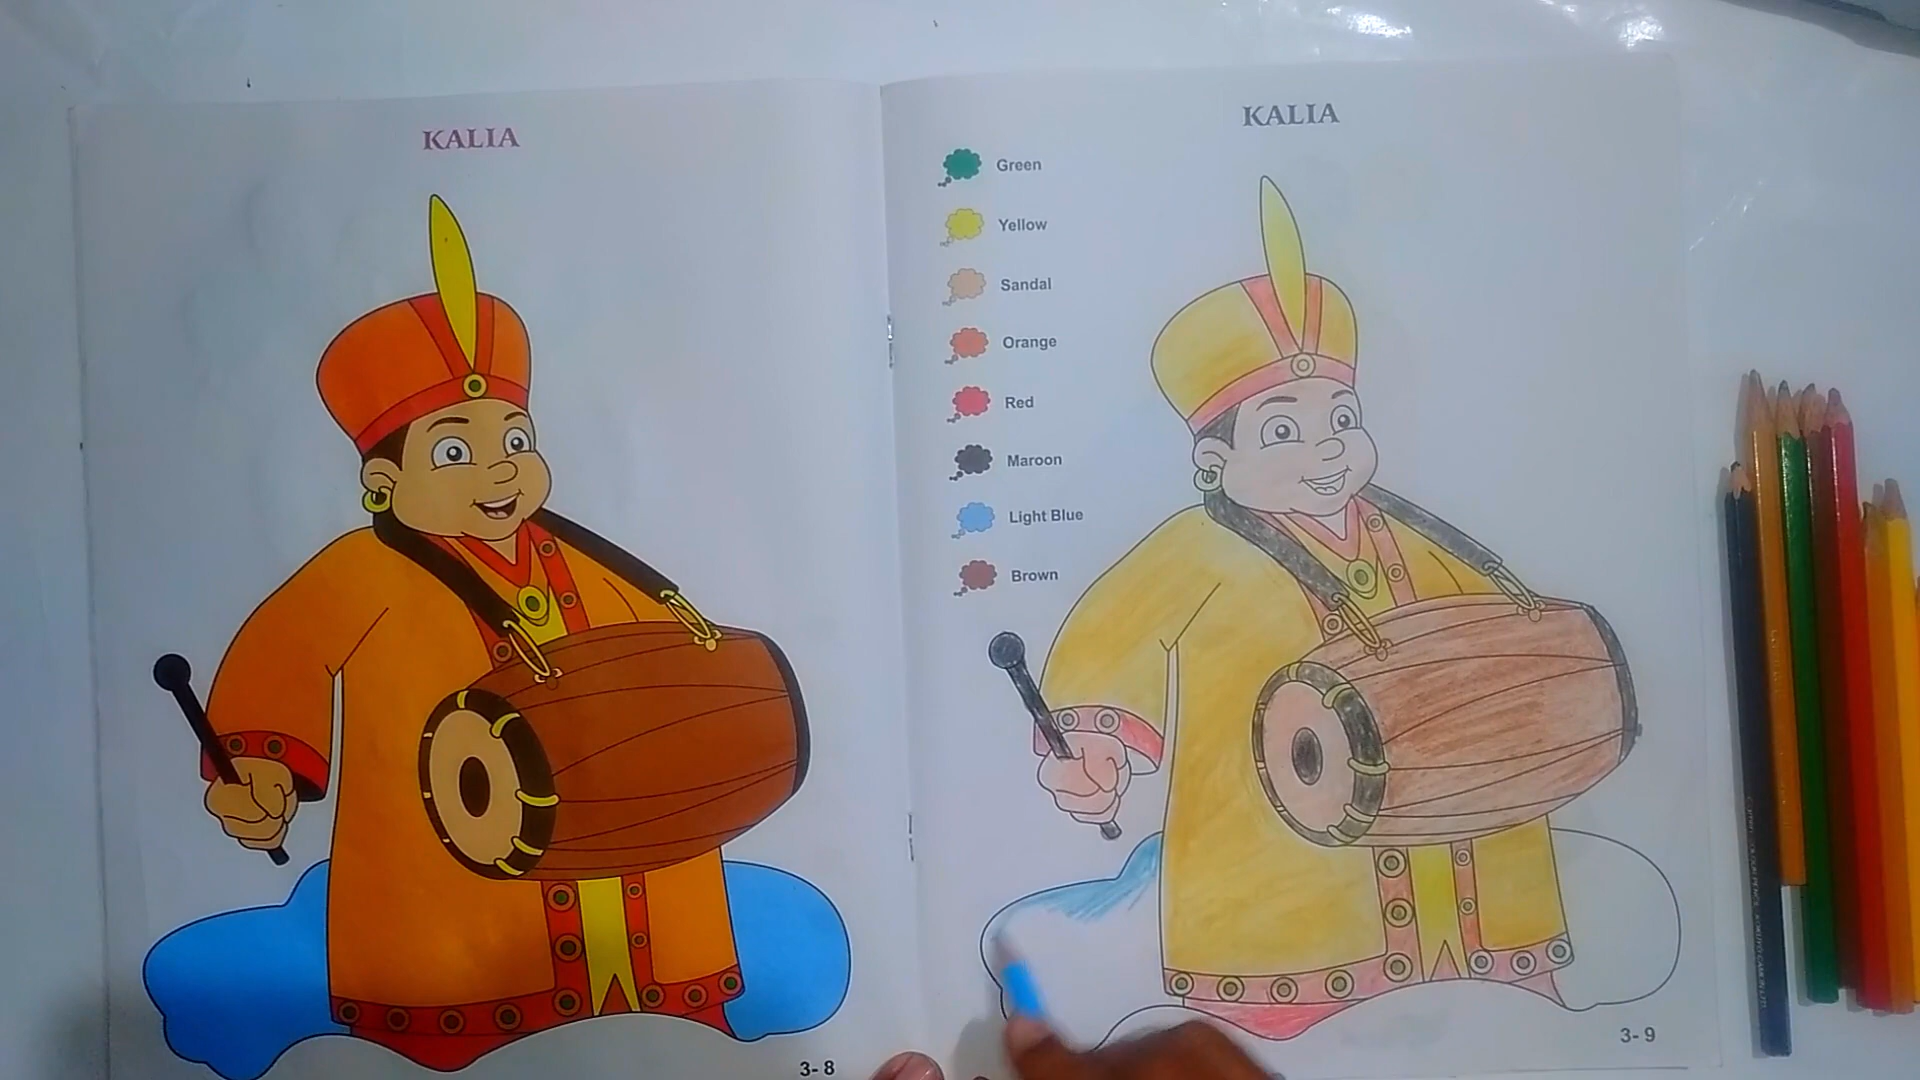 KALIA
3- 8
KALIA
Green
Yellow
Sandal
Orange
Red
Maroon
Light Blue
Brown
3- 9